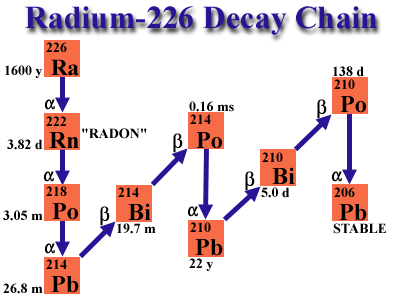 Radium-226 Decay Chain
226
Ra
1600 y
α
222
Rn
"RADON"
3.82 d
α
218
Po
3.05 m
α
214
Pb
26.8 m
β
214
Bi
19.7 m
β
0.16 ms
214
Po
α
210
Pb
22 y
β
210
Bi
5.0 d
β
138 d
210
Po
α
206
Pb
STABLE